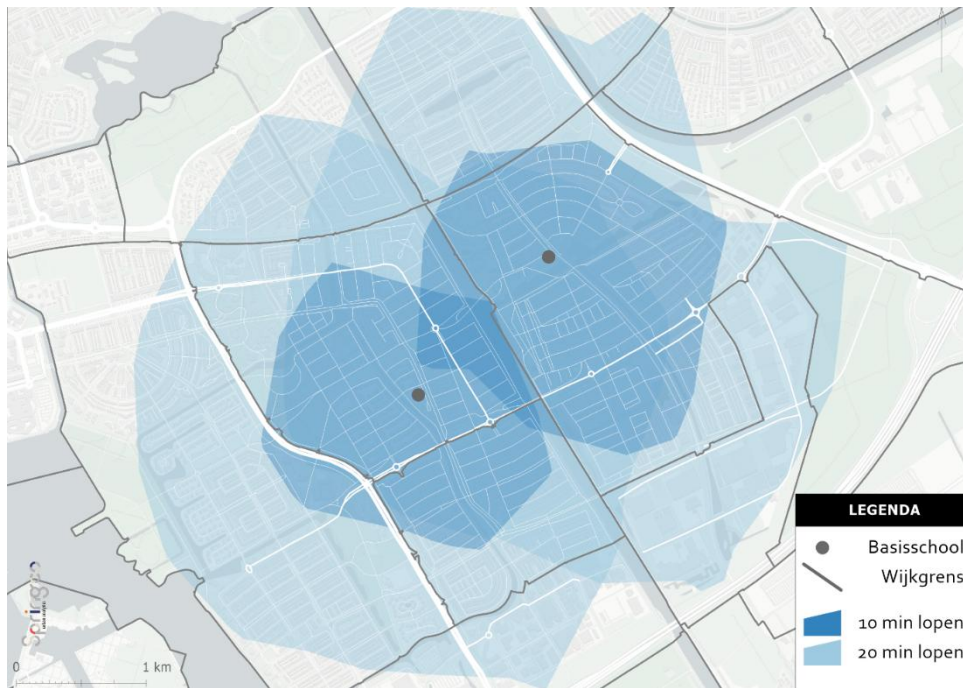 LEGENDA
Basisschool
Wijkgrens
10 min lopen
20 min lopen
0 1 km